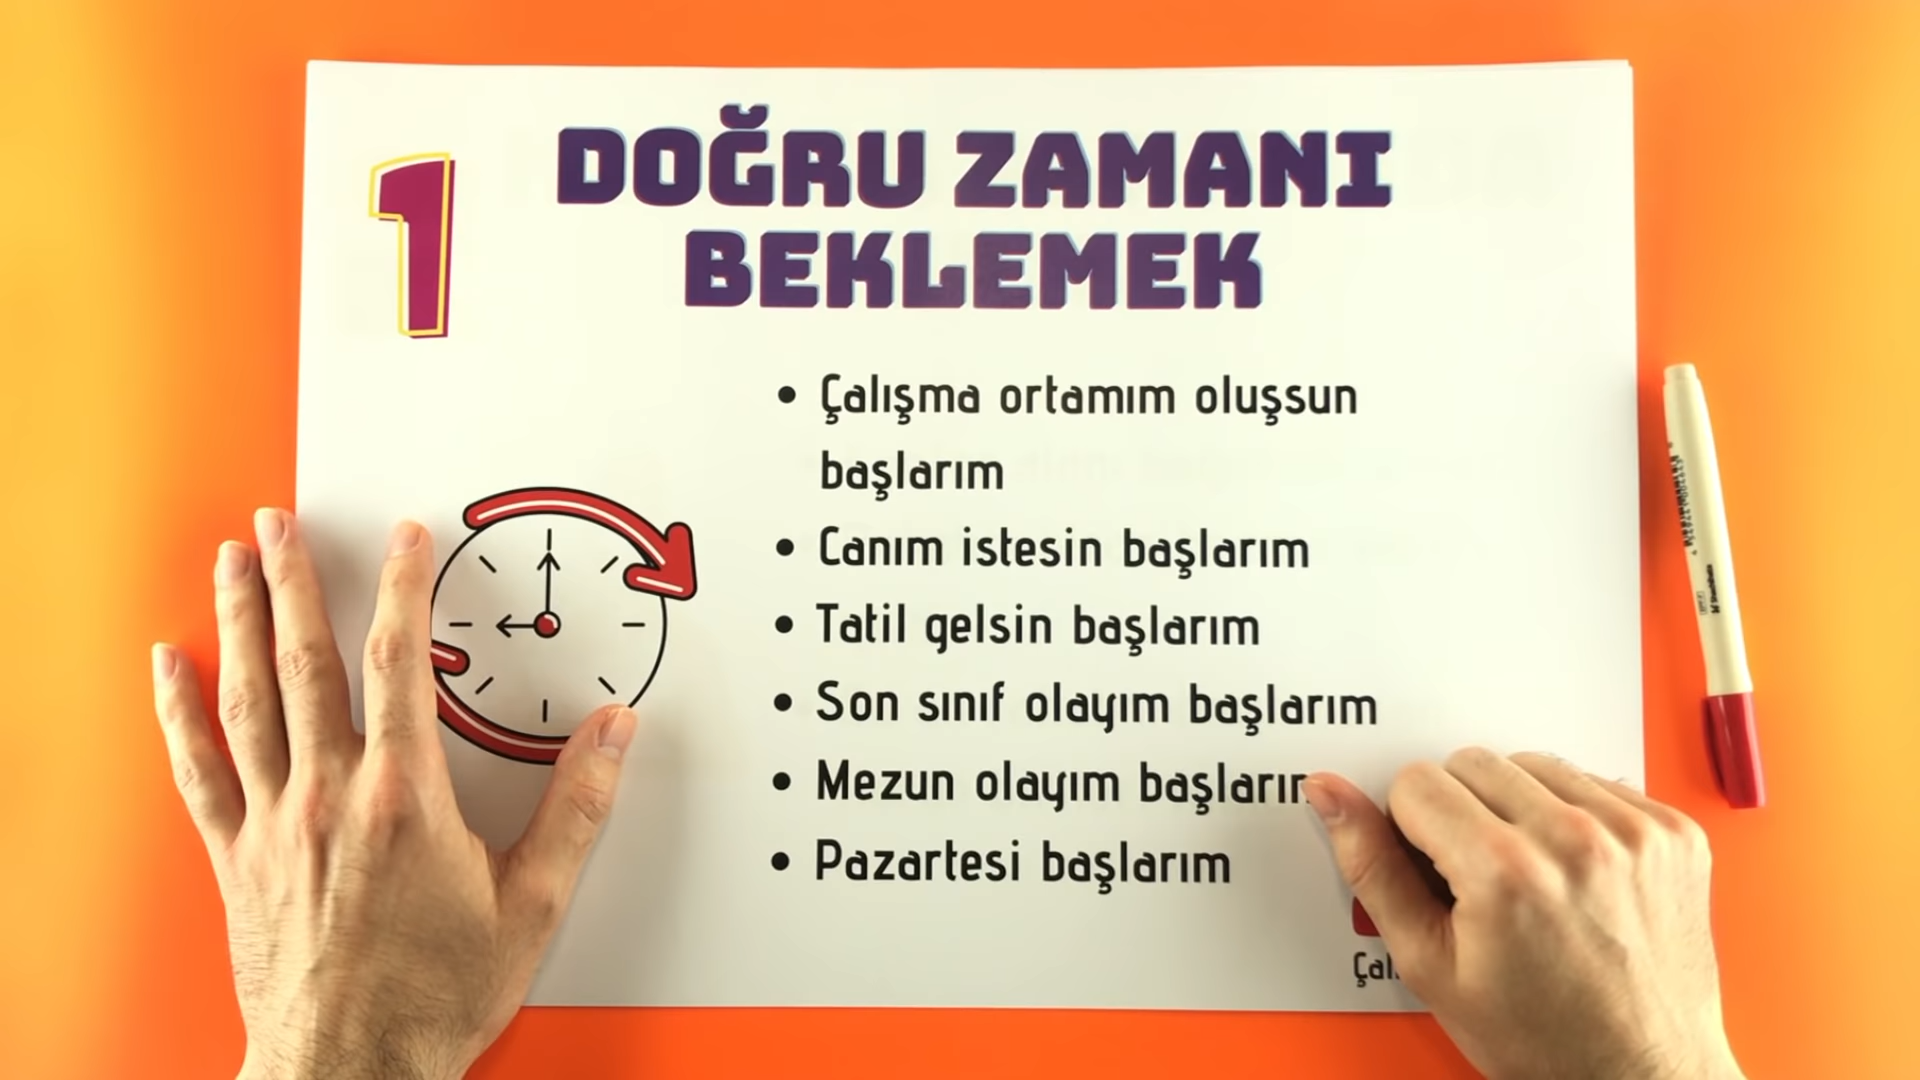 1
DOĞRU ZAMANI
BEKLEMEK
• Çalışma ortamım oluşsun
başlarım
• Canım istesin başlarım
• Tatil gelsin başlarım
• Son sınıf olayım başlarım
• Mezun olayım
• Pazartesi başlarım